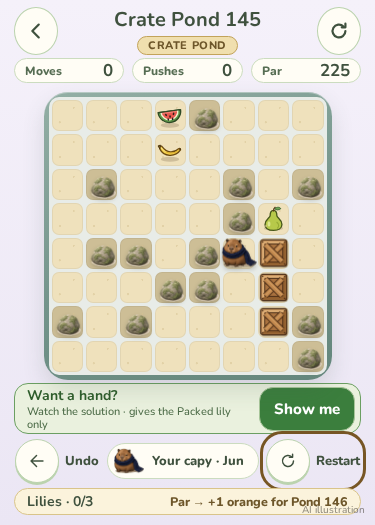 Crate Pond 145
CRATE POND
Moves 0
Pushes 0
Par 225
Want a hand?
Watch the solution · gives the Packed lily only
Show me
Undo
Your capy · Jun
Restart
Lilies · 0/3
Par → +1 orange for Pond 146
AI illustration